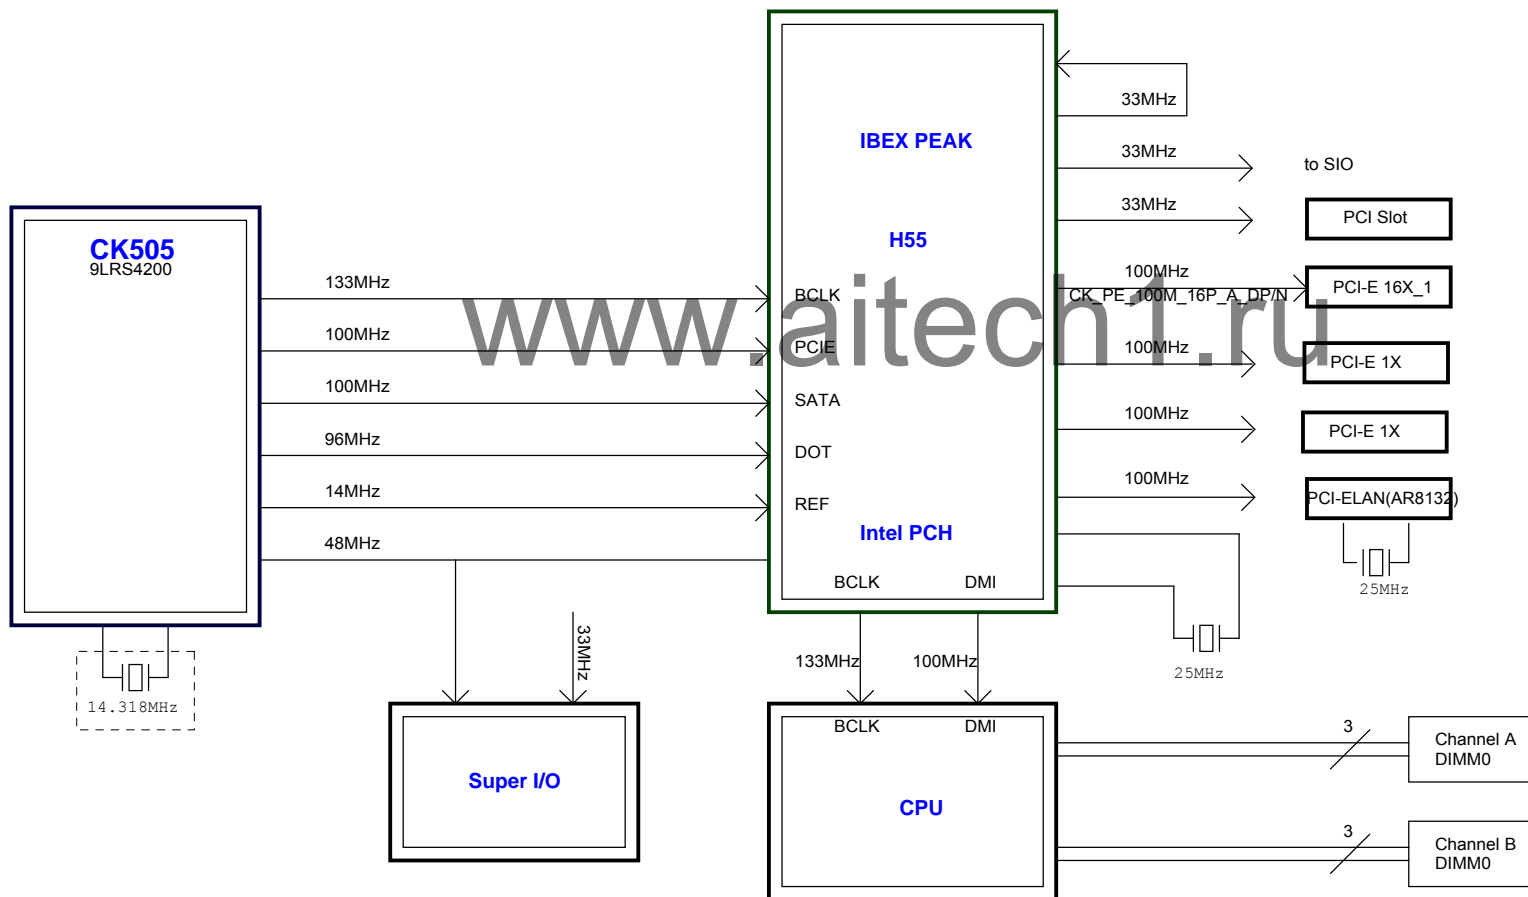 33MHz
IBEX PEAK
33MHz
to SIO
33MHz
PCI Slot
CK505
9LRS4200
H55
133MHz
BCLK
100MHz
CK_PE_100M_16P_A_DP/N
PCI-E 16X_1
www.aitech1.ru
100MHz
PCIE
100MHz
PCI-E 1X
100MHz
SATA
100MHz
PCI-E 1X
96MHz
DOT
100MHz
PCI-ELAN(AR8132)
14MHz
REF
48MHz
Intel PCH
BCLK
DMI
25MHz
33MHz
133MHz
100MHz
25MHz
14.318MHz
BCLK
DMI
3
Channel A
DIMM0
Super I/O
CPU
3
Channel B
DIMM0